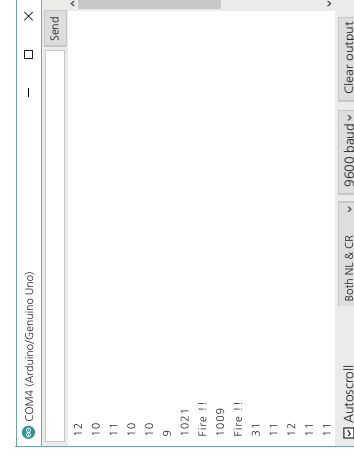 COM4 (Arduino/Genuino Uno)
Send
12
10
11
10
10
9
1021
Fire !!
1009
Fire !!
31
11
12
11
11
Autoscroll
Both NL & CR
9600 baud
Clear output